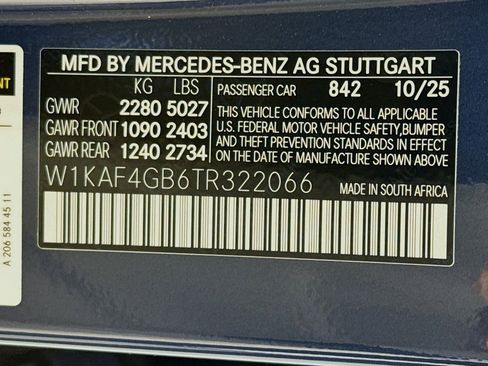 MFD BY MERCEDES-BENZ AG STUTTGART
KG LBS
PASSENGER CAR 842 10/25
GWR 2280 5027
GAWR FRONT 1090 2403
GAWR REAR 1240 2734
THIS VEHICLE CONFORMS TO ALL APPLICABLE
U.S. FEDERAL MOTOR VEHICLE SAFETY,BUMPER
AND THEFT PREVENTION STANDARDS IN EFFECT
ON THE DATE OF MANUFACTURE SHOWN ABOVE.
W1KAF4GB6TR322066
MADE IN SOUTH AFRICA
A 206 584 45 11